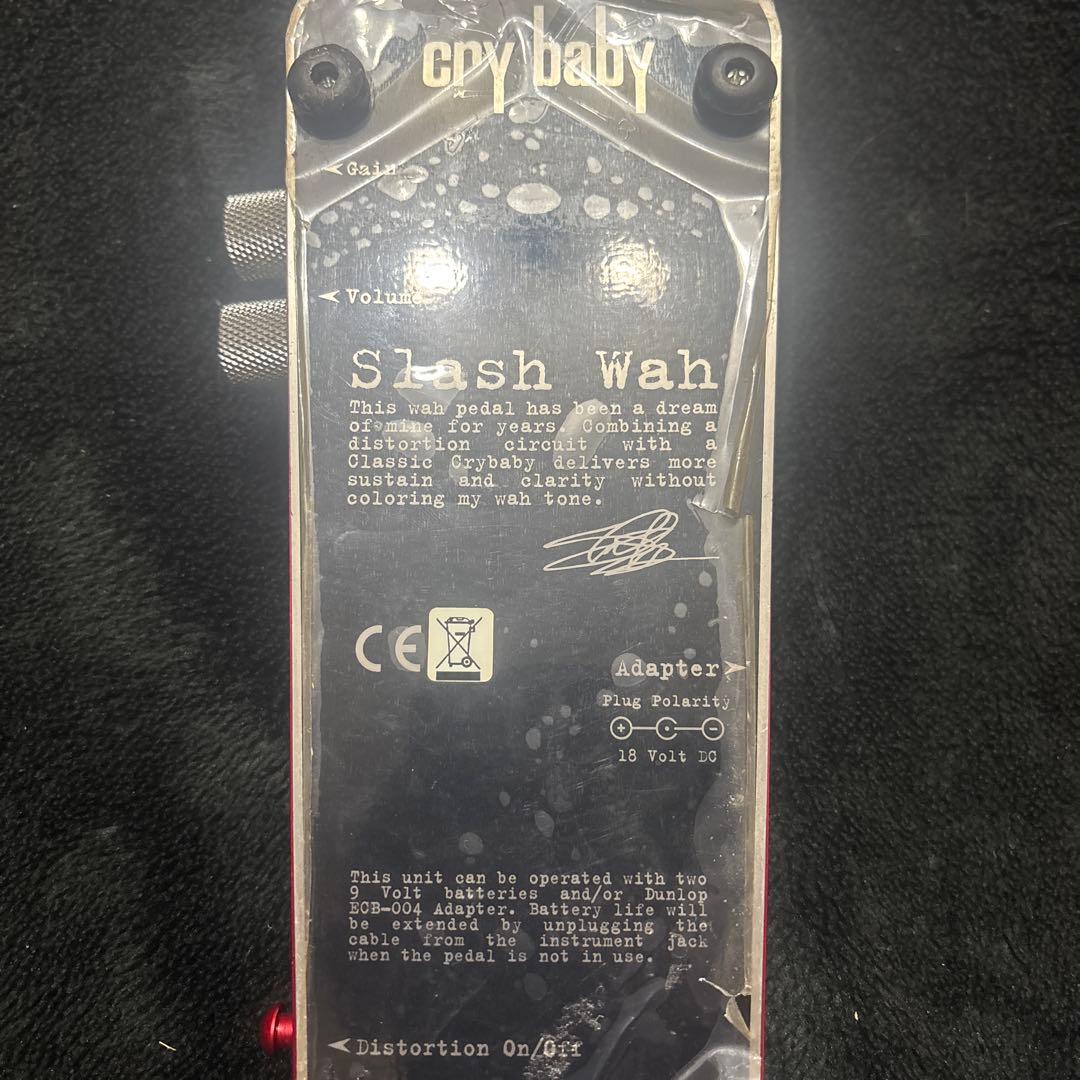 cry baby
Gain
Volume
Slash Wah
This wah pedal has been a dream
of mine for years. Combining a
distortion circuit with a
Classic Crybaby delivers more
sustain and clarity without
coloring my wah tone.
CE
Adapter
Plug Polarity
+ -
18 Volt DC
This unit can be operated with two
9 Volt batteries and/or Dunlop
ECB-004 Adapter. Battery life will
be extended by unplugging the
cable from the instrument jack
when the pedal is not in use.
Distortion On/Off